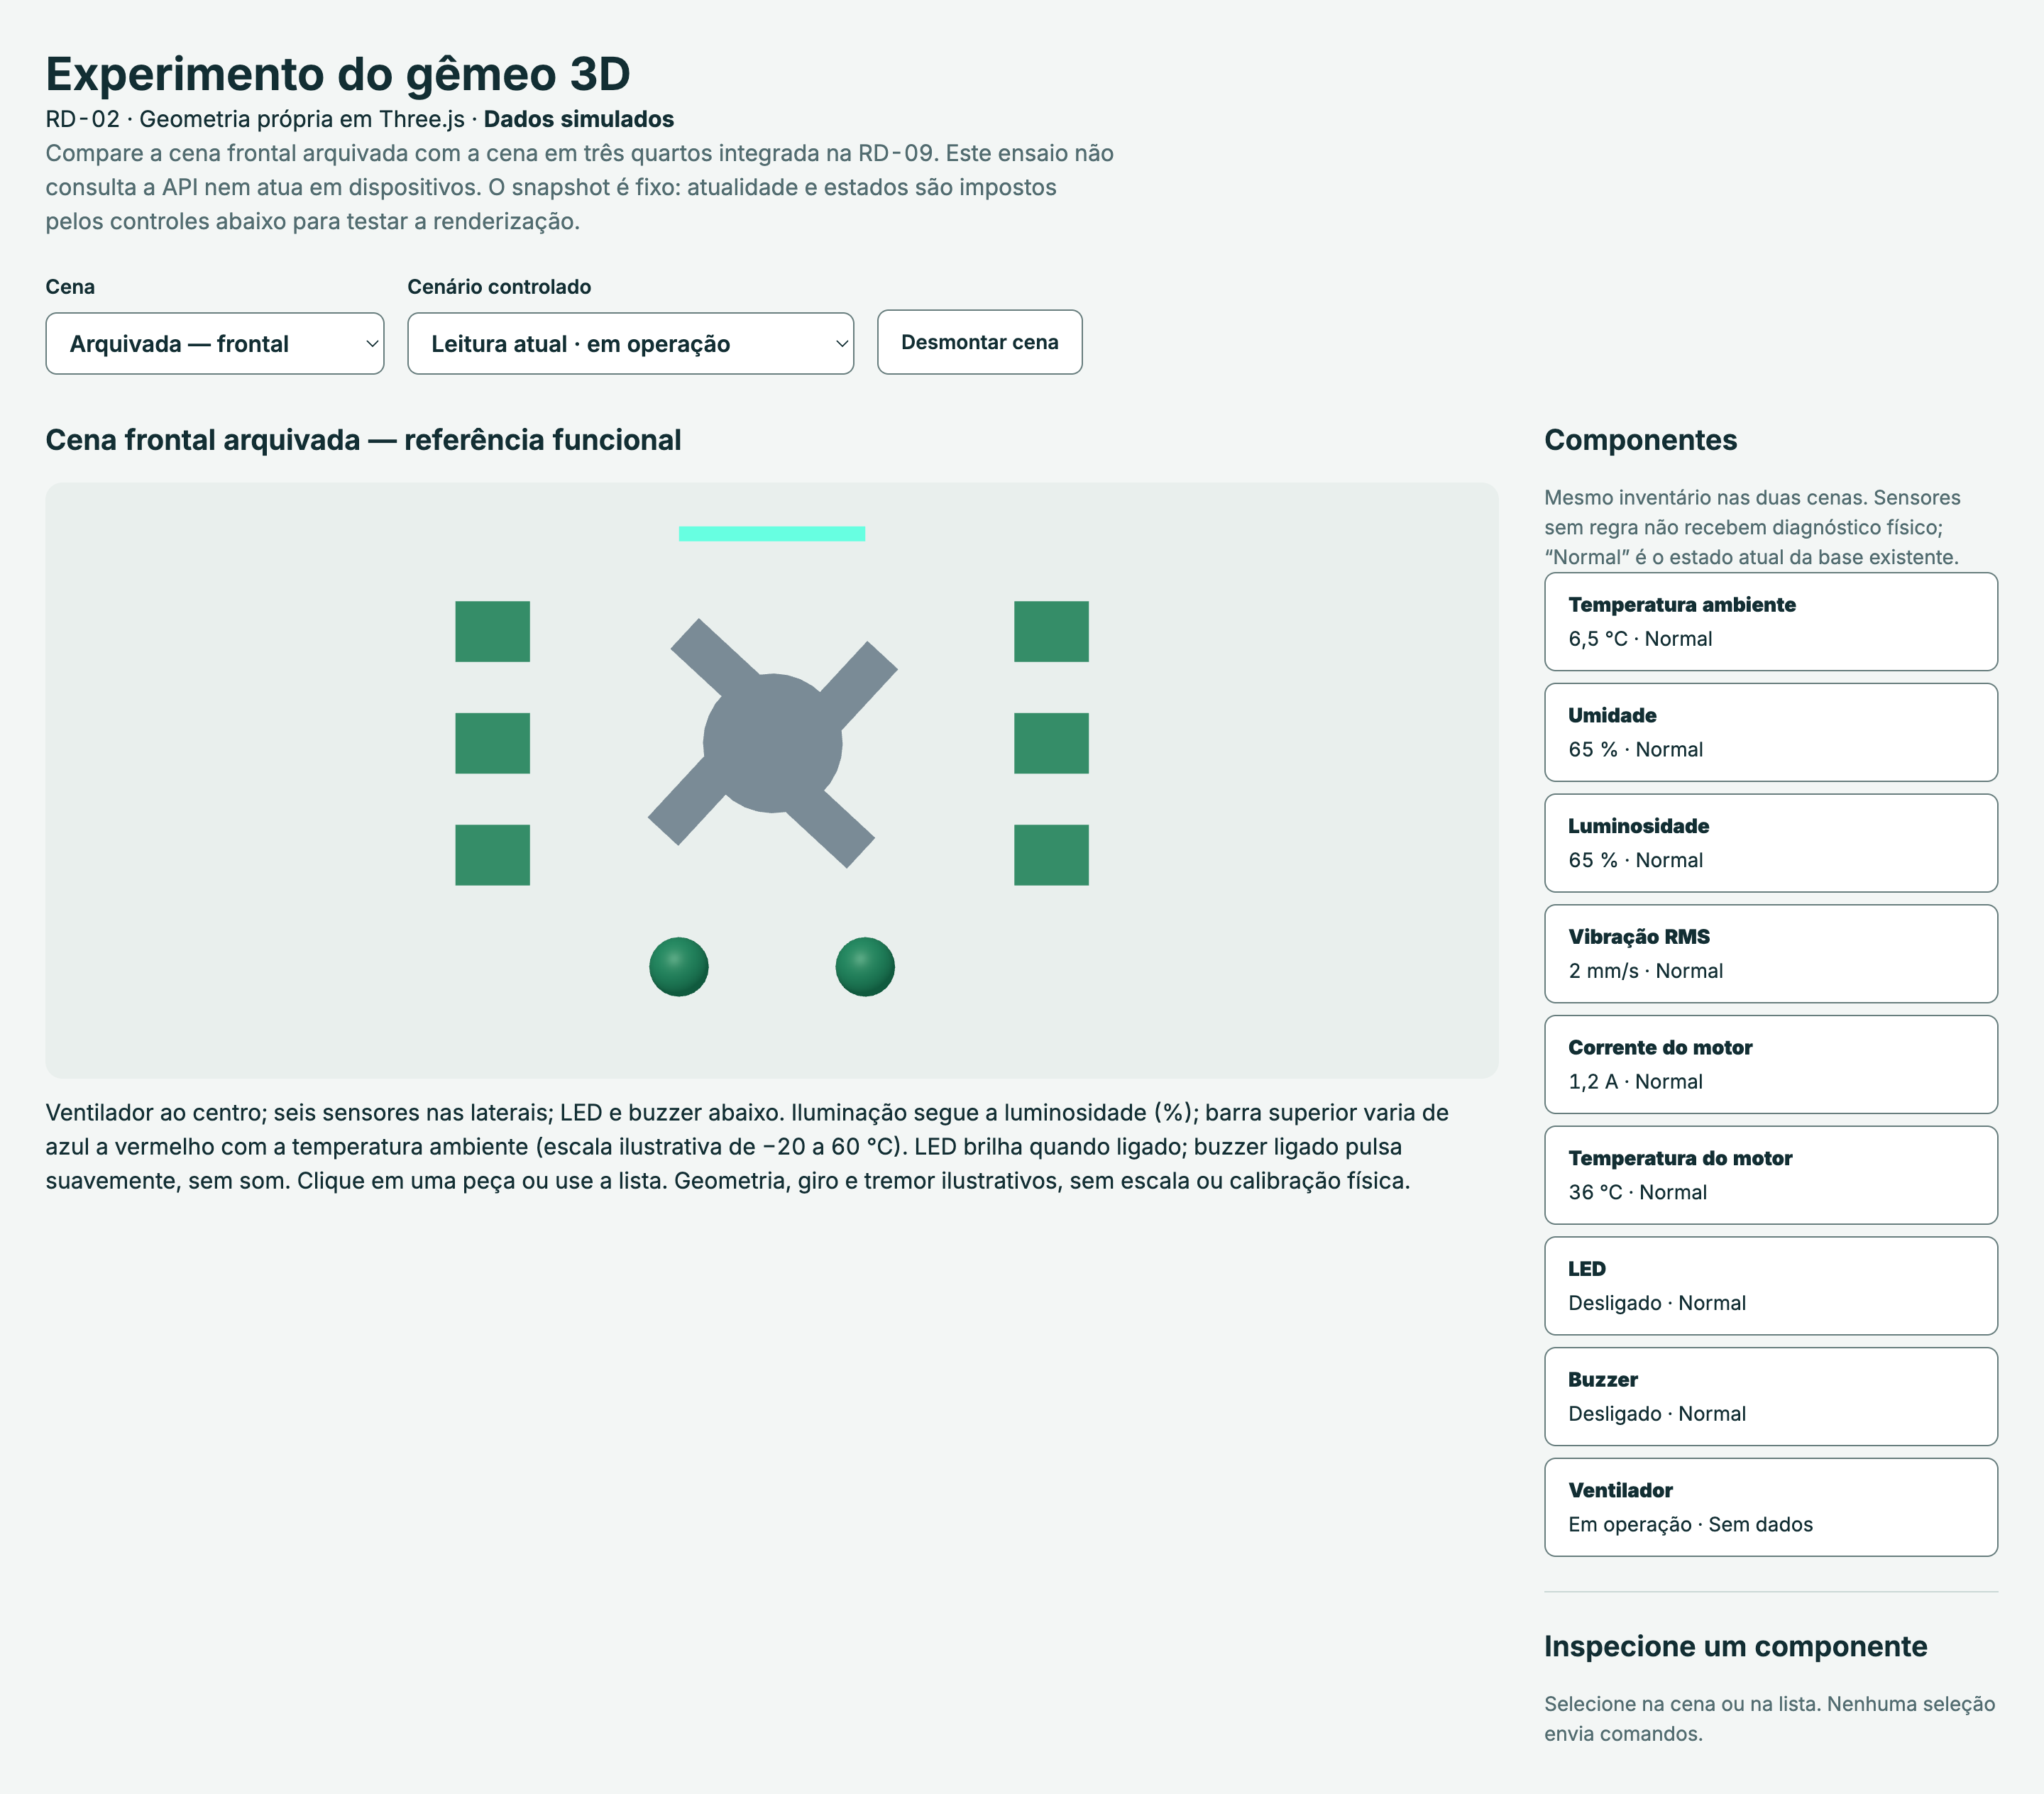 Experimento do gêmeo 3D
RD-02 · Geometria própria em Three.js · Dados simulados
Compare a cena frontal arquivada com a cena em três quartos integrada na RD-09. Este ensaio não
consulta a API nem atua em dispositivos. O snapshot é fixo: atualidade e estados são impostos
pelos controles abaixo para testar a renderização.
Cena
Cenário controlado
Arquivada — frontal
Leitura atual · em operação
Desmontar cena
Cena frontal arquivada — referência funcional
Ventilador ao centro; seis sensores nas laterais; LED e buzzer abaixo. Iluminação segue a luminosidade (%); barra superior varia de
azul a vermelho com a temperatura ambiente (escala ilustrativa de −20 a 60 °C). LED brilha quando ligado; buzzer ligado pulsa
suavemente, sem som. Clique em uma peça ou use a lista. Geometria, giro e tremor ilustrativos, sem escala ou calibração física.
Componentes
Mesmo inventário nas duas cenas. Sensores
sem regra não recebem diagnóstico físico;
“Normal” é o estado atual da base existente.
Temperatura ambiente
6,5 °C · Normal
Umidade
65 % · Normal
Luminosidade
65 % · Normal
Vibração RMS
2 mm/s · Normal
Corrente do motor
1,2 A · Normal
Temperatura do motor
36 °C · Normal
LED
Desligado · Normal
Buzzer
Desligado · Normal
Ventilador
Em operação · Sem dados
Inspecione um componente
Selecione na cena ou na lista. Nenhuma seleção
envia comandos.